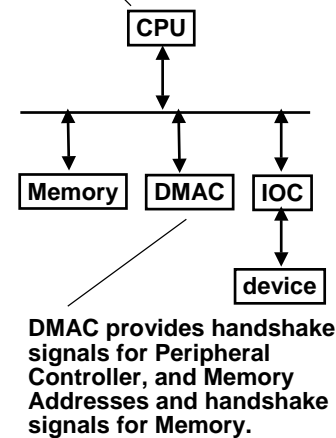 CPU
Memory DMAC IOC
device
DMAC provides handshake
signals for Peripheral
Controller, and Memory
Addresses and handshake
signals for Memory.